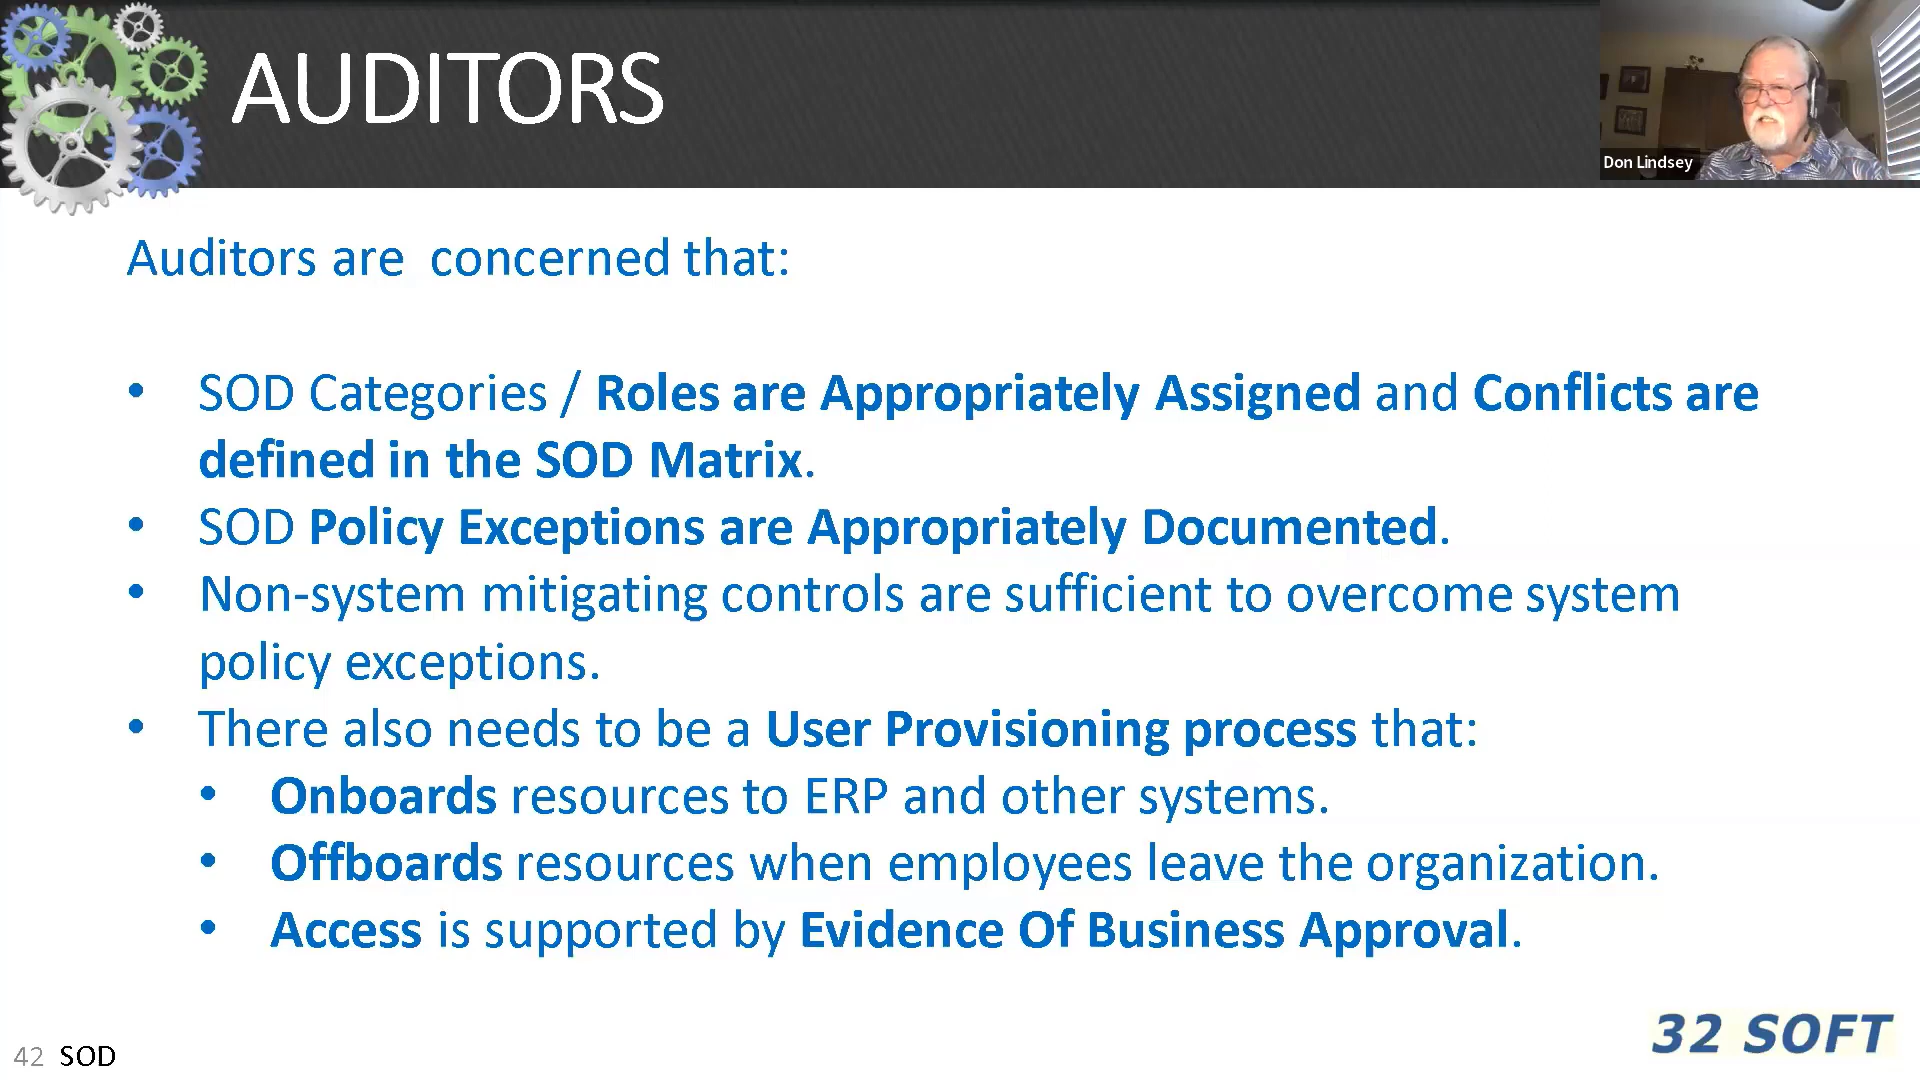 AUDITORS
Don Lindsey
Auditors are  concerned that:
• SOD Categories / Roles are Appropriately Assigned and Conflicts are
defined in the SOD Matrix.
• SOD Policy Exceptions are Appropriately Documented.
• Non-system mitigating controls are sufficient to overcome system
policy exceptions.
• There also needs to be a User Provisioning process that:
• Onboards resources to ERP and other systems.
• Offboards resources when employees leave the organization.
• Access is supported by Evidence Of Business Approval.
32 SOFT
42 SOD